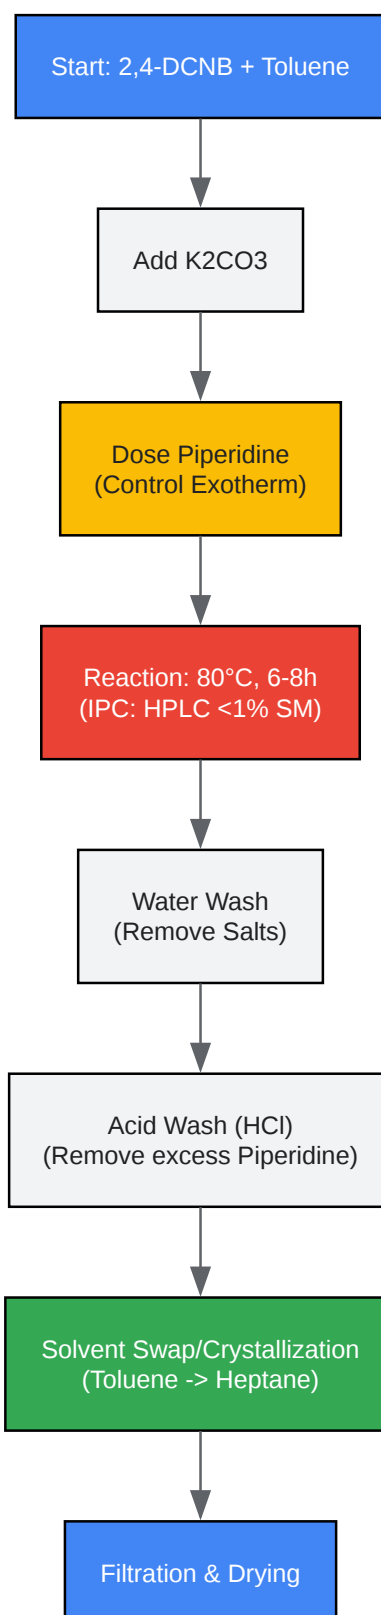 Start: 2,4-DCNB + Toluene
Add K2CO3
Dose Piperidine
(Control Exotherm)
Reaction: 80°C, 6-8h
(IPC: HPLC <1% SM)
Water Wash
(Remove Salts)
Acid Wash (HCl)
(Remove excess Piperidine)
Solvent Swap/Crystallization
(Toluene -> Heptane)
Filtration & Drying